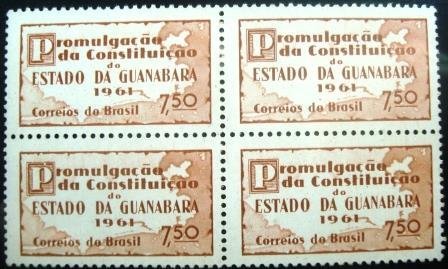 Promulgação
da Constituição
do
ESTADO DA GUANABARA
1961
Correios do Brasil 7,50
Promulgação
da Constituição
do
ESTADO DA GUANABARA
1961
Correios do Brasil 7,50
Promulgação
da Constituição
do
ESTADO DA GUANABARA
1961
Correios do Brasil 7,50
Promulgação
da Constituição
do
ESTADO DA GUANABARA
1961
Correios do Brasil 7,50